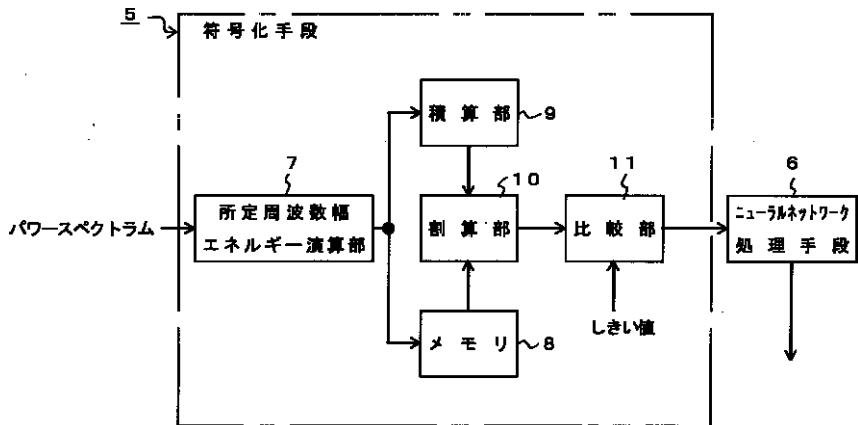 5
符号化手段
積算部
9
7
10
11
6
パワースペクトラム
所定周波数幅
エネルギー演算部
割算部
比較部
ニューラルネットワーク
処理手段
メモリ
8
しきい値